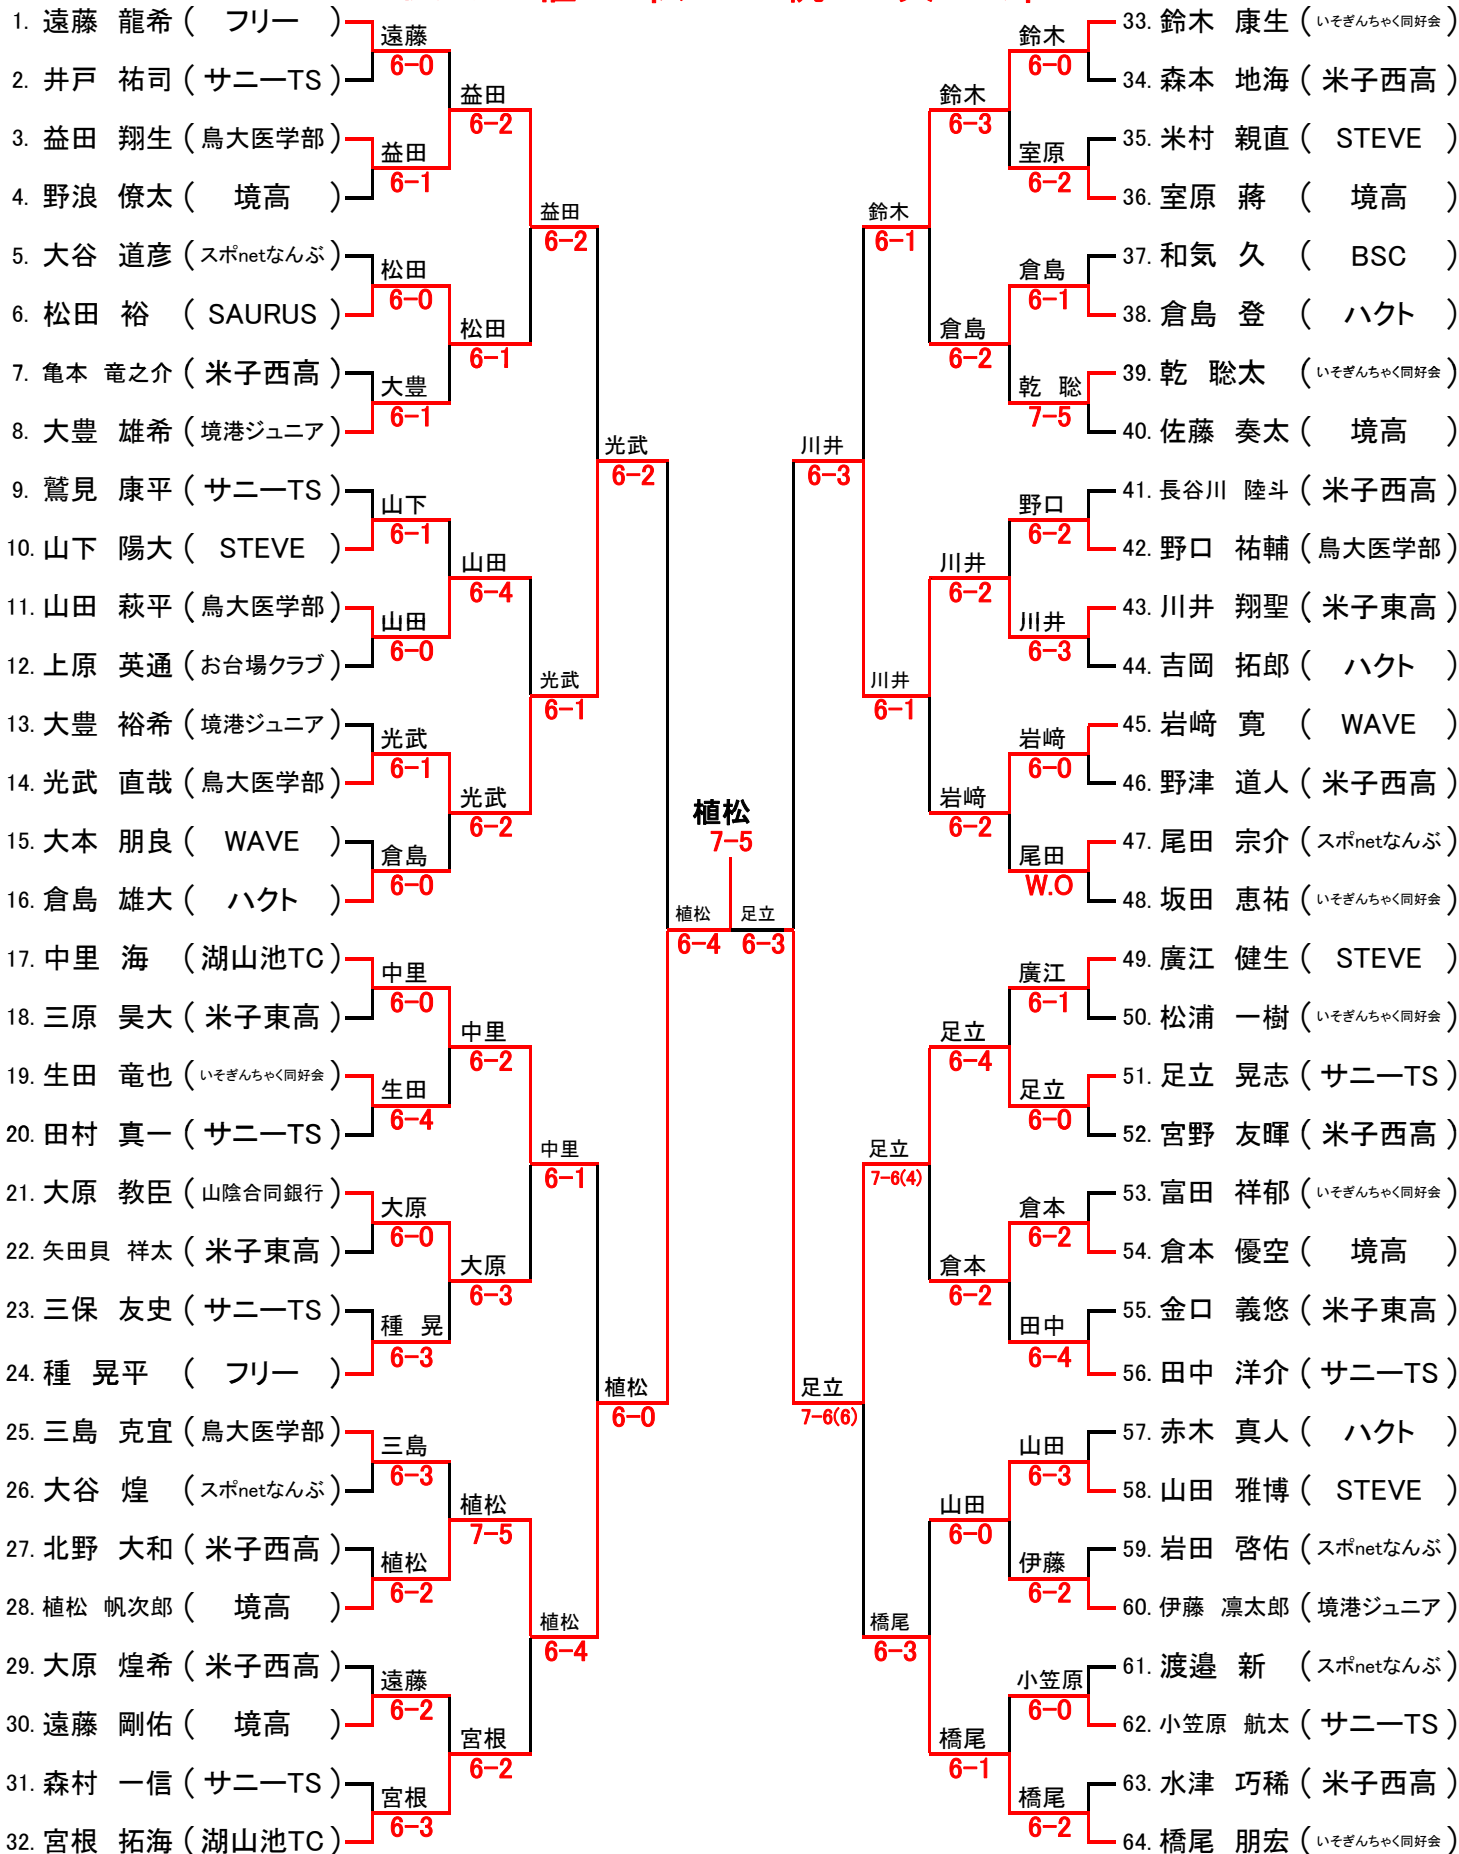 1. 遠藤 龍希 ( フリー )
2. 井戸 祐司 ( サニーTS )
3. 益田 翔生 ( 鳥大医学部 )
4. 野浪 僚太 ( 境高 )
5. 大谷 道彦 ( スポnetなんぶ )
6. 松田 裕 ( SAURUS )
7. 亀本 竜之介 ( 米子西高 )
8. 大豊 雄希 ( 境港ジュニア )
9. 鷲見 康平 ( サニーTS )
10. 山下 陽大 ( STEVE )
11. 山田 萩平 ( 鳥大医学部 )
12. 上原 英通 ( お台場クラブ )
13. 大豊 裕希 ( 境港ジュニア )
14. 光武 直哉 ( 鳥大医学部 )
15. 大本 朋良 ( WAVE )
16. 倉島 雄大 ( ハクト )
17. 中里 海 ( 湖山池TC )
18. 三原 昊大 ( 米子東高 )
19. 生田 竜也 ( いそぎんちゃく同好会 )
20. 田村 真一 ( サニーTS )
21. 大原 教臣 ( 山陰合同銀行 )
22. 矢田貝 祥太 ( 米子東高 )
23. 三保 友史 ( サニーTS )
24. 種 晃平 ( フリー )
25. 三島 克宜 ( 鳥大医学部 )
26. 大谷 煌 ( スポnetなんぶ )
27. 北野 大和 ( 米子西高 )
28. 植松 帆次郎 ( 境高 )
29. 大原 煌希 ( 米子西高 )
30. 遠藤 剛佑 ( 境高 )
31. 森村 一信 ( サニーTS )
32. 宮根 拓海 ( 湖山池TC )
遠藤
6-0
益田
6-1
松田
6-0
大豊
6-1
山下
6-1
山田
6-0
光武
6-1
倉島
6-0
中里
6-0
生田
6-4
大原
6-0
種 晃
6-3
三島
6-3
植松
6-2
遠藤
6-2
宮根
6-3
益田
6-2
松田
6-1
山田
6-4
光武
6-2
中里
6-2
大原
6-3
植松
7-5
宮根
6-2
益田
6-2
光武
6-1
中里
6-1
植松
6-4
光武
6-2
植松
6-0
植松
6-4
植松
7-5
足立
6-3
川井
6-3
足立
7-6(6)
鈴木
6-1
川井
6-1
足立
7-6(4)
橋尾
6-3
鈴木
6-3
倉島
6-2
川井
6-2
岩﨑
6-2
足立
6-4
倉本
6-2
山田
6-0
橋尾
6-1
鈴木
6-0
室原
6-2
倉島
6-1
乾 聡
7-5
野口
6-2
川井
6-3
岩﨑
6-0
尾田
W.O
廣江
6-1
足立
6-0
倉本
6-2
田中
6-4
山田
6-3
伊藤
6-2
小笠原
6-0
橋尾
6-2
33. 鈴木 康生 ( いそぎんちゃく同好会 )
34. 森本 地海 ( 米子西高 )
35. 米村 親直 ( STEVE )
36. 室原 蔣 ( 境高 )
37. 和気 久 ( BSC )
38. 倉島 登 ( ハクト )
39. 乾 聡太 ( いそぎんちゃく同好会 )
40. 佐藤 奏太 ( 境高 )
41. 長谷川 陸斗 ( 米子西高 )
42. 野口 祐輔 ( 鳥大医学部 )
43. 川井 翔聖 ( 米子東高 )
44. 吉岡 拓郎 ( ハクト )
45. 岩﨑 寛 ( WAVE )
46. 野津 道人 ( 米子西高 )
47. 尾田 宗介 ( スポnetなんぶ )
48. 坂田 恵祐 ( いそぎんちゃく同好会 )
49. 廣江 健生 ( STEVE )
50. 松浦 一樹 ( いそぎんちゃく同好会 )
51. 足立 晃志 ( サニーTS )
52. 宮野 友暉 ( 米子西高 )
53. 富田 祥郁 ( いそぎんちゃく同好会 )
54. 倉本 優空 ( 境高 )
55. 金口 義悠 ( 米子東高 )
56. 田中 洋介 ( サニーTS )
57. 赤木 真人 ( ハクト )
58. 山田 雅博 ( STEVE )
59. 岩田 啓佑 ( スポnetなんぶ )
60. 伊藤 凛太郎 ( 境港ジュニア )
61. 渡邉 新 ( スポnetなんぶ )
62. 小笠原 航太 ( サニーTS )
63. 水津 巧稀 ( 米子西高 )
64. 橋尾 朋宏 ( いそぎんちゃく同好会 )